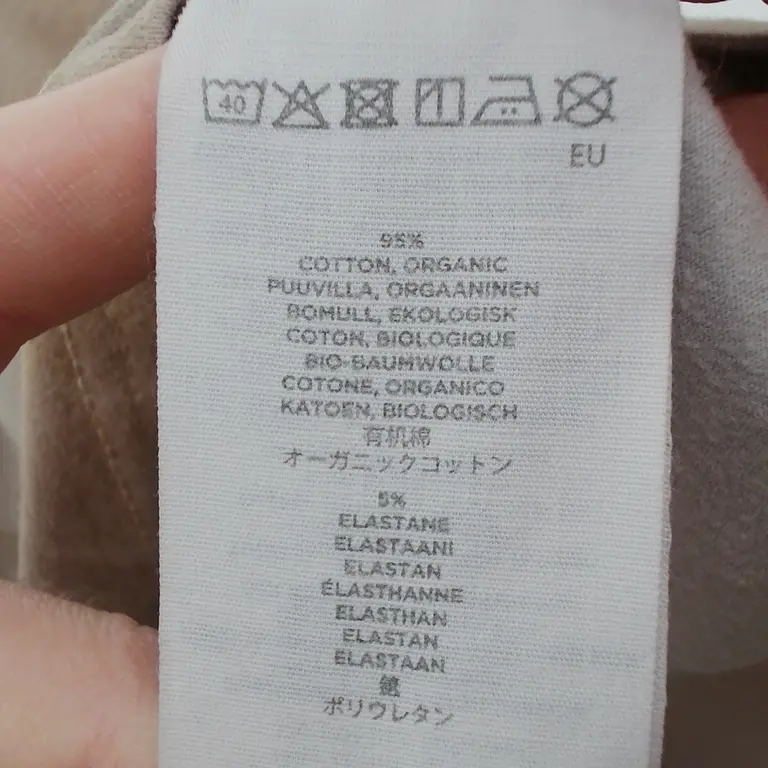 40
EU
95%
COTTON, ORGANIC
PUUVILLA, ORGAANINEN
BOMULL, EKOLOGISK
COTON, BIOLOGIQUE
BIO-BAUMWOLLE
COTONE, ORGANICO
KATOEN, BIOLOGISCH
有机棉
オーガニックコットン
5%
ELASTANE
ELASTAANI
ELASTAN
ÉLASTHANNE
ELASTHAN
ELASTAN
ELASTAAN
ポリウレタン